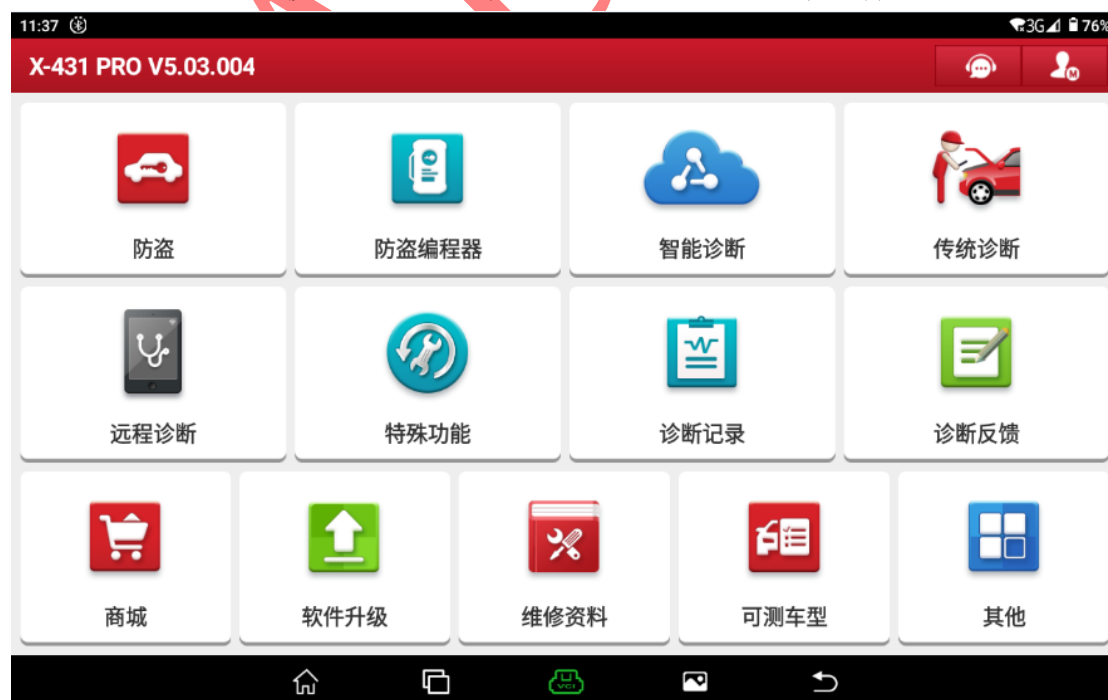 11:37 3G 76%
X-431 PRO V5.03.004
M
防盗 防盗编程器 智能诊断 传统诊断
远程诊断 特殊功能 诊断记录 诊断反馈
商城 软件升级 维修资料 可测车型 其他
VCI